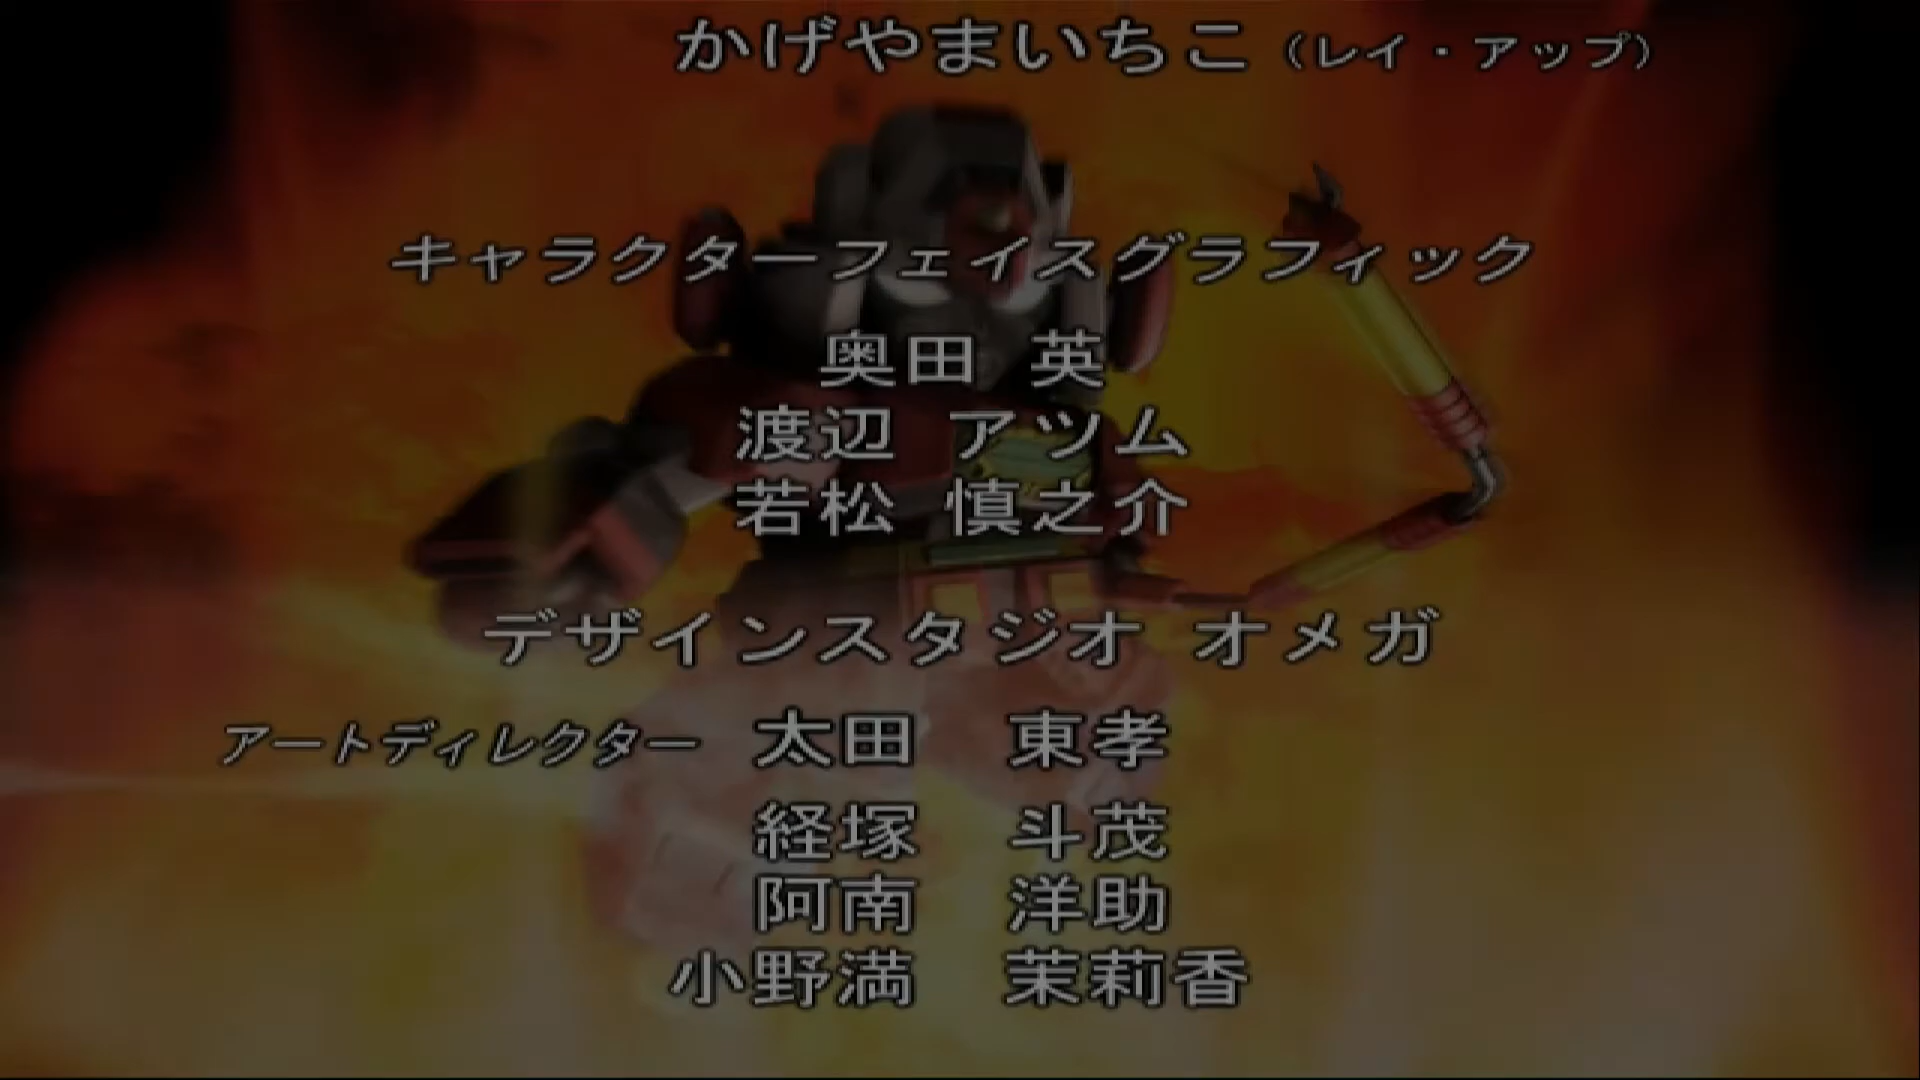 かげやまいちこ（レイ・アップ）
キャラクターフェイスグラフィック
奥田 英
渡辺 アツム
若松 慎之介
デザインスタジオ オメガ
アートディレクター 太田 東孝
経塚 斗茂
阿南 洋助
小野満 茉莉香